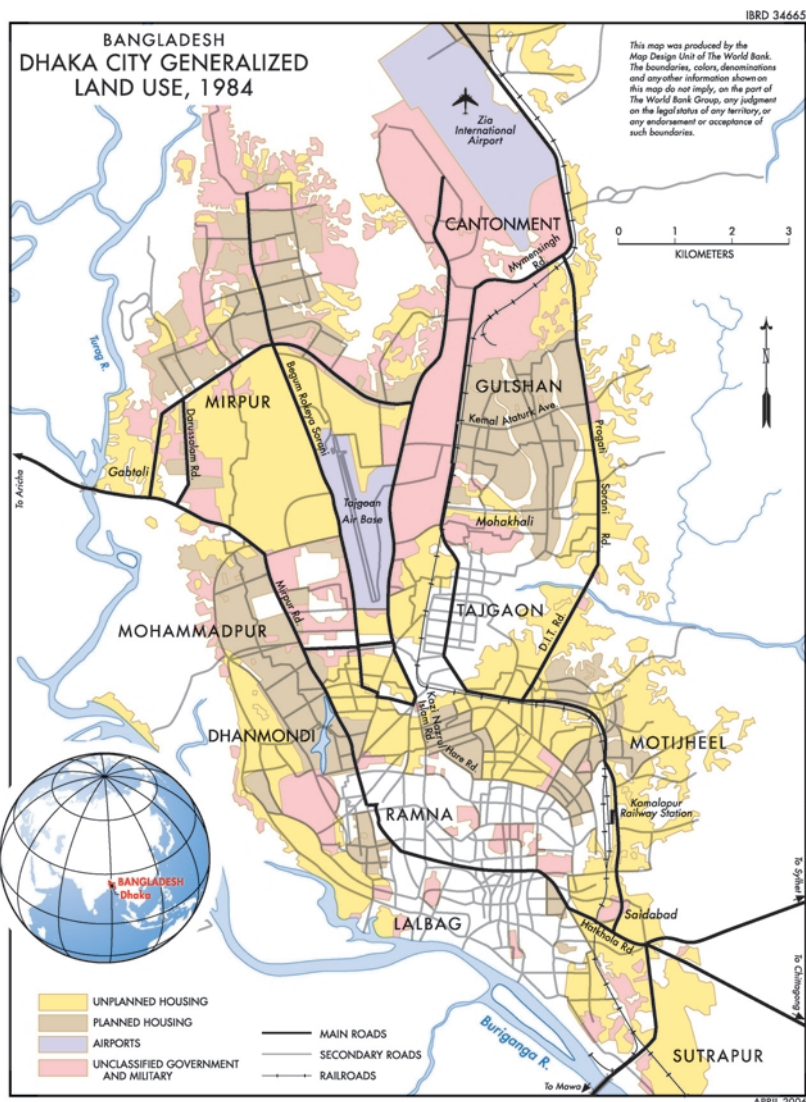 IBRD 34665
BANGLADESH
DHAKA CITY GENERALIZED
LAND USE, 1984
This map was produced by the
Map Design Unit of The World Bank.
The boundaries, colors, denominations
and any other information shown on
this map do not imply, on the part of
The World Bank Group, any judgment
on the legal status of any territory, or
any endorsement or acceptance of
such boundaries.
Zia
International
Airport
CANTONMENT
Mymensingh
Rd.
0 1 2 3
KILOMETERS
N
Turag R.
MIRPUR
Begum Rokeya Sarani
GULSHAN
Kemal Ataturk Ave.
Darussalam Rd.
Progati Sarani Rd.
Gabtoli
To Aricha
Tajgaon
Air Base
Mohakhali
Mirpur Rd.
TAJGAON
D.I.T. Rd.
MOHAMMADPUR
DHANMONDI
Kazi Nazrul
Islam Rd.
Hare Rd.
MOTIJHEEL
RAMNA
Kamalapur
Railway Station
BANGLADESH
Dhaka
To Sylhet
LALBAG
Saidabad
Hatkhola Rd.
To Chittagong
UNPLANNED HOUSING
PLANNED HOUSING
AIRPORTS
UNCLASSIFIED GOVERNMENT
AND MILITARY
MAIN ROADS
SECONDARY ROADS
RAILROADS
Buriganga R.
SUTRAPUR
To Mawa
APRIL 2006